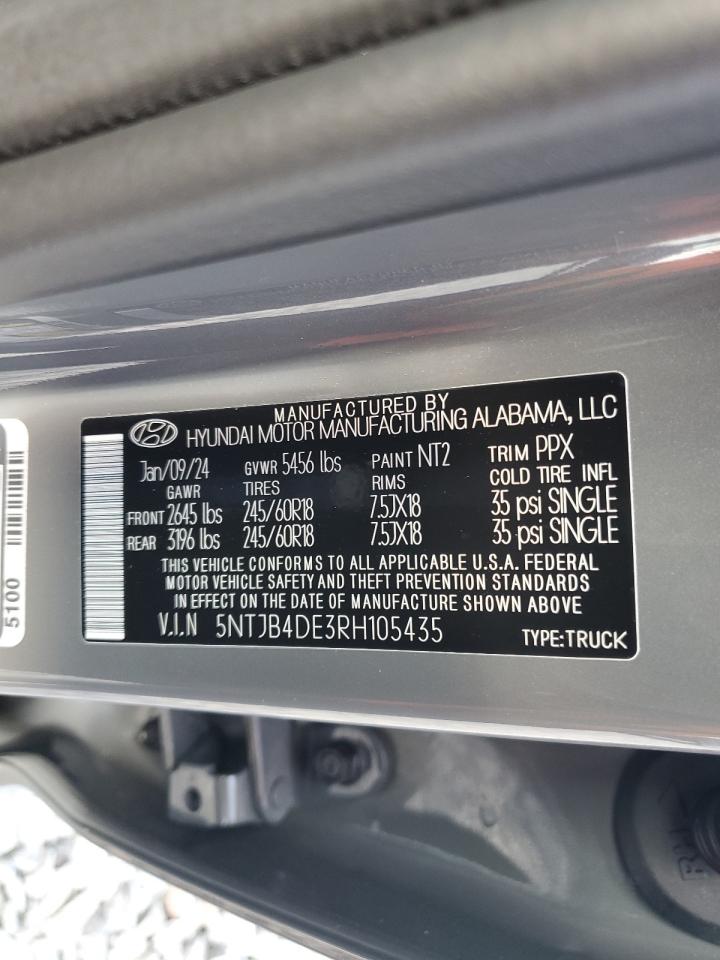 MANUFACTURED BY
HYUNDAI MOTOR MANUFACTURING ALABAMA, LLC
Jan/09/24 GVWR 5456 lbs PAINT NT2 TRIM PPX
GAWR TIRES RIMS COLD TIRE INFL
FRONT 2645 lbs 245/60R18 7.5JX18 35 psi SINGLE
REAR 3196 lbs 245/60R18 7.5JX18 35 psi SINGLE
THIS VEHICLE CONFORMS TO ALL APPLICABLE U.S.A. FEDERAL
MOTOR VEHICLE SAFETY AND THEFT PREVENTION STANDARDS
IN EFFECT ON THE DATE OF MANUFACTURE SHOWN ABOVE
V.I.N 5NTJB4DE3RH105435 TYPE:TRUCK
5100